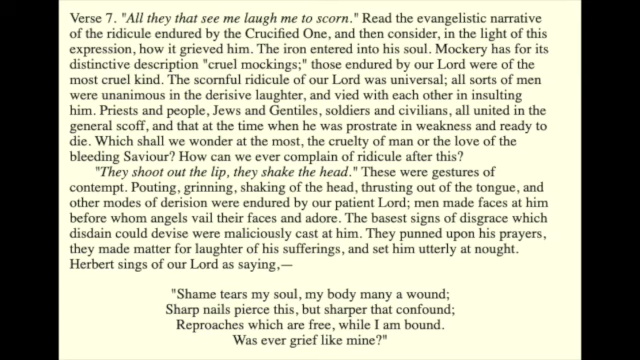 Verse 7. "All they that see me laugh me to scorn." Read the evangelistic narrative
of the ridicule endured by the Crucified One, and then consider, in the light of this
expression, how it grieved him. The iron entered into his soul. Mockery has for its
distinctive description "cruel mockings;" those endured by our Lord were of the
most cruel kind. The scornful ridicule of our Lord was universal; all sorts of men
were unanimous in the derisive laughter, and vied with each other in insulting
him. Priests and people, Jews and Gentiles, soldiers and civilians, all united in the
general scoff, and that at the time when he was prostrate in weakness and ready to
die. Which shall we wonder at the most, the cruelty of man or the love of the
bleeding Saviour? How can we ever complain of ridicule after this?
"They shoot out the lip, they shake the head." These were gestures of
contempt. Pouting, grinning, shaking of the head, thrusting out of the tongue, and
other modes of derision were endured by our patient Lord; men made faces at him
before whom angels vail their faces and adore. The basest signs of disgrace which
disdain could devise were maliciously cast at him. They punned upon his prayers,
they made matter for laughter of his sufferings, and set him utterly at nought.
Herbert sings of our Lord as saying,—
"Shame tears my soul, my body many a wound;
Sharp nails pierce this, but sharper that confound;
Reproaches which are free, while I am bound.
Was ever grief like mine?"